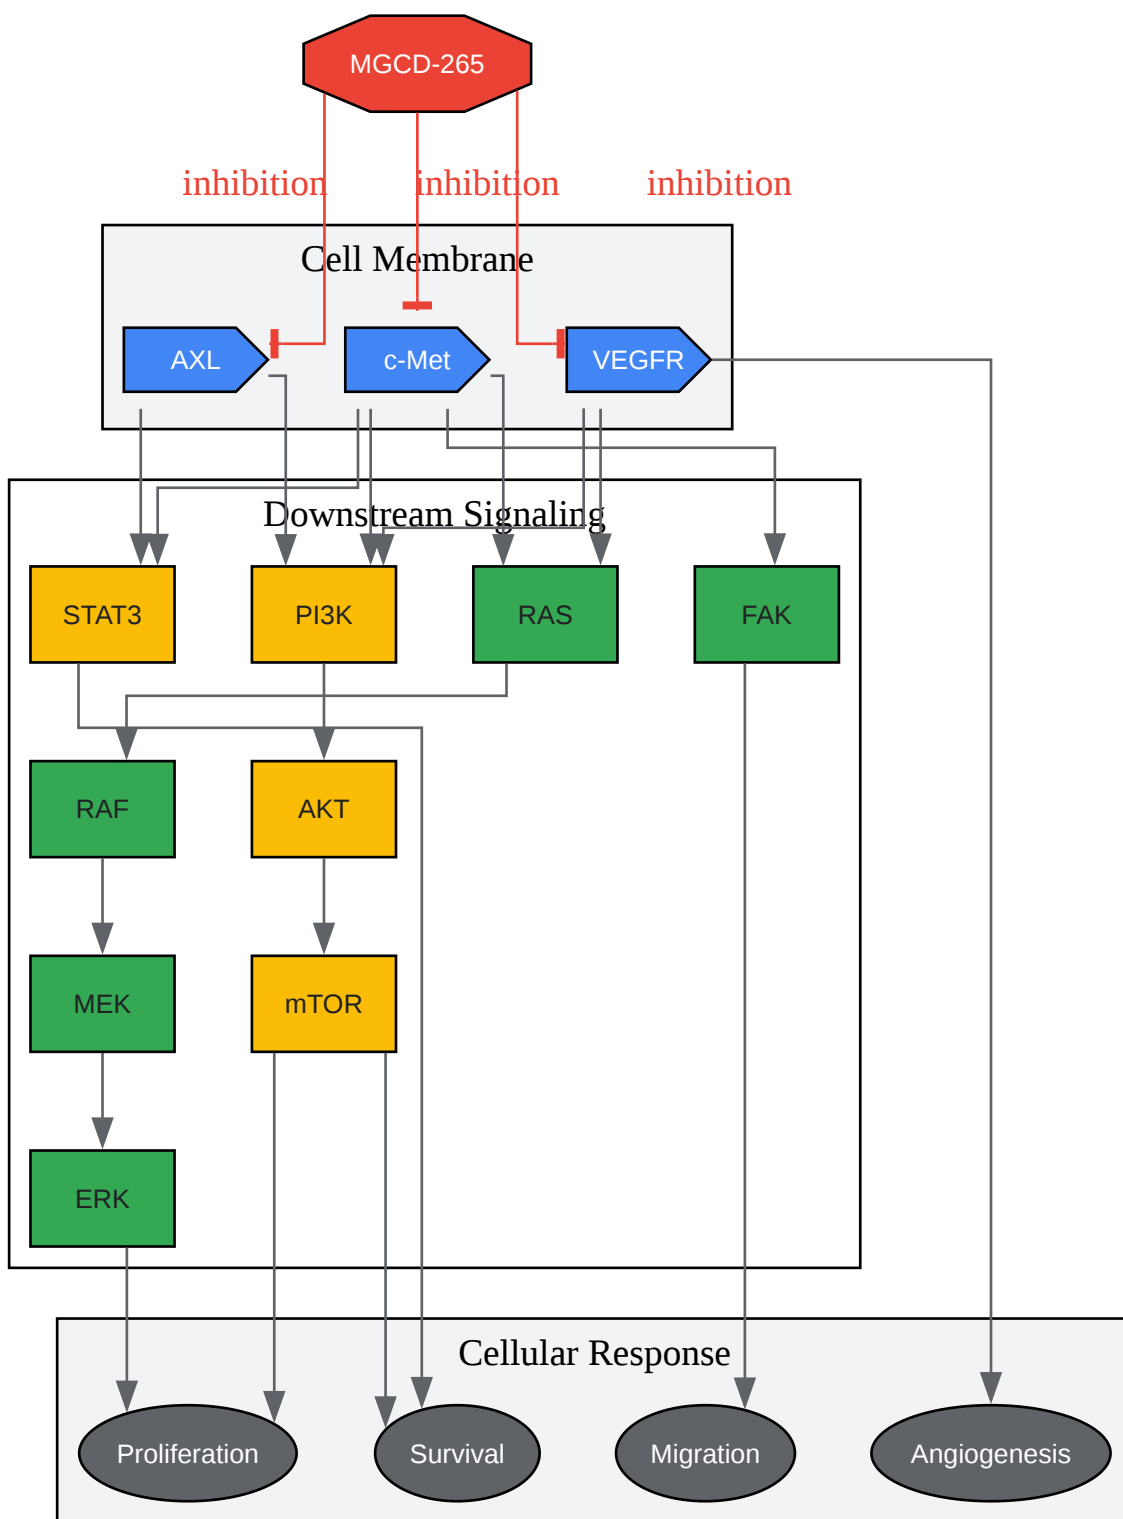 MGCD-265
inhibition
inhibition
inhibition
Cell Membrane
AXL
c-Met
VEGFR
Downstream Signaling
STAT3
PI3K
RAS
FAK
RAF
AKT
MEK
mTOR
ERK
Cellular Response
Proliferation
Survival
Migration
Angiogenesis